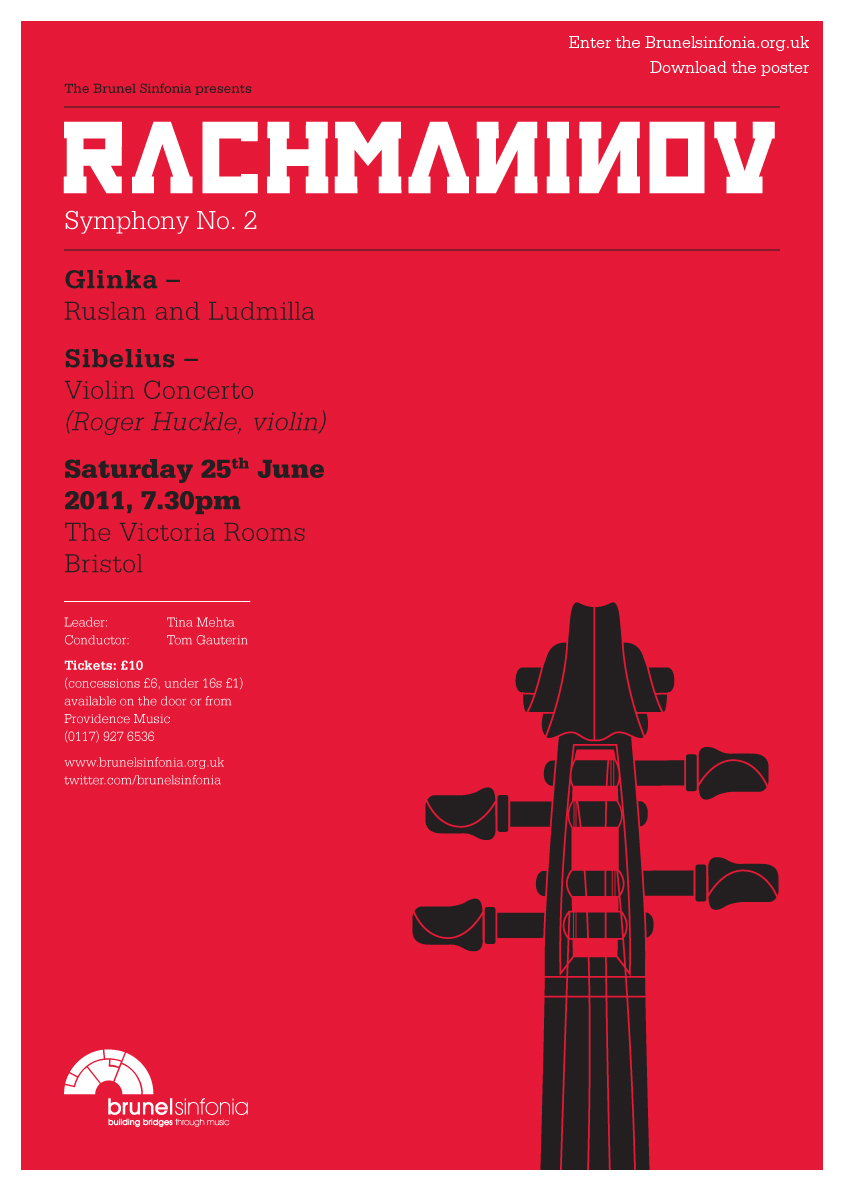 Enter the Brunelsinfonia.org.uk
Download the poster
The Brunel Sinfonia presents
RACHMANINOV
Symphony No. 2
Glinka –
Ruslan and Ludmilla
Sibelius –
Violin Concerto
(Roger Huckle, violin)
Saturday 25th June
2011, 7.30pm
The Victoria Rooms
Bristol
Leader: Tina Mehta
Conductor: Tom Gauterin
Tickets: £10
(concessions £6, under 16s £1)
available on the door or from
Providence Music
(0117) 927 6536
www.brunelsinfonia.org.uk
twitter.com/brunelsinfonia
brunelsinfonia
building bridges through music